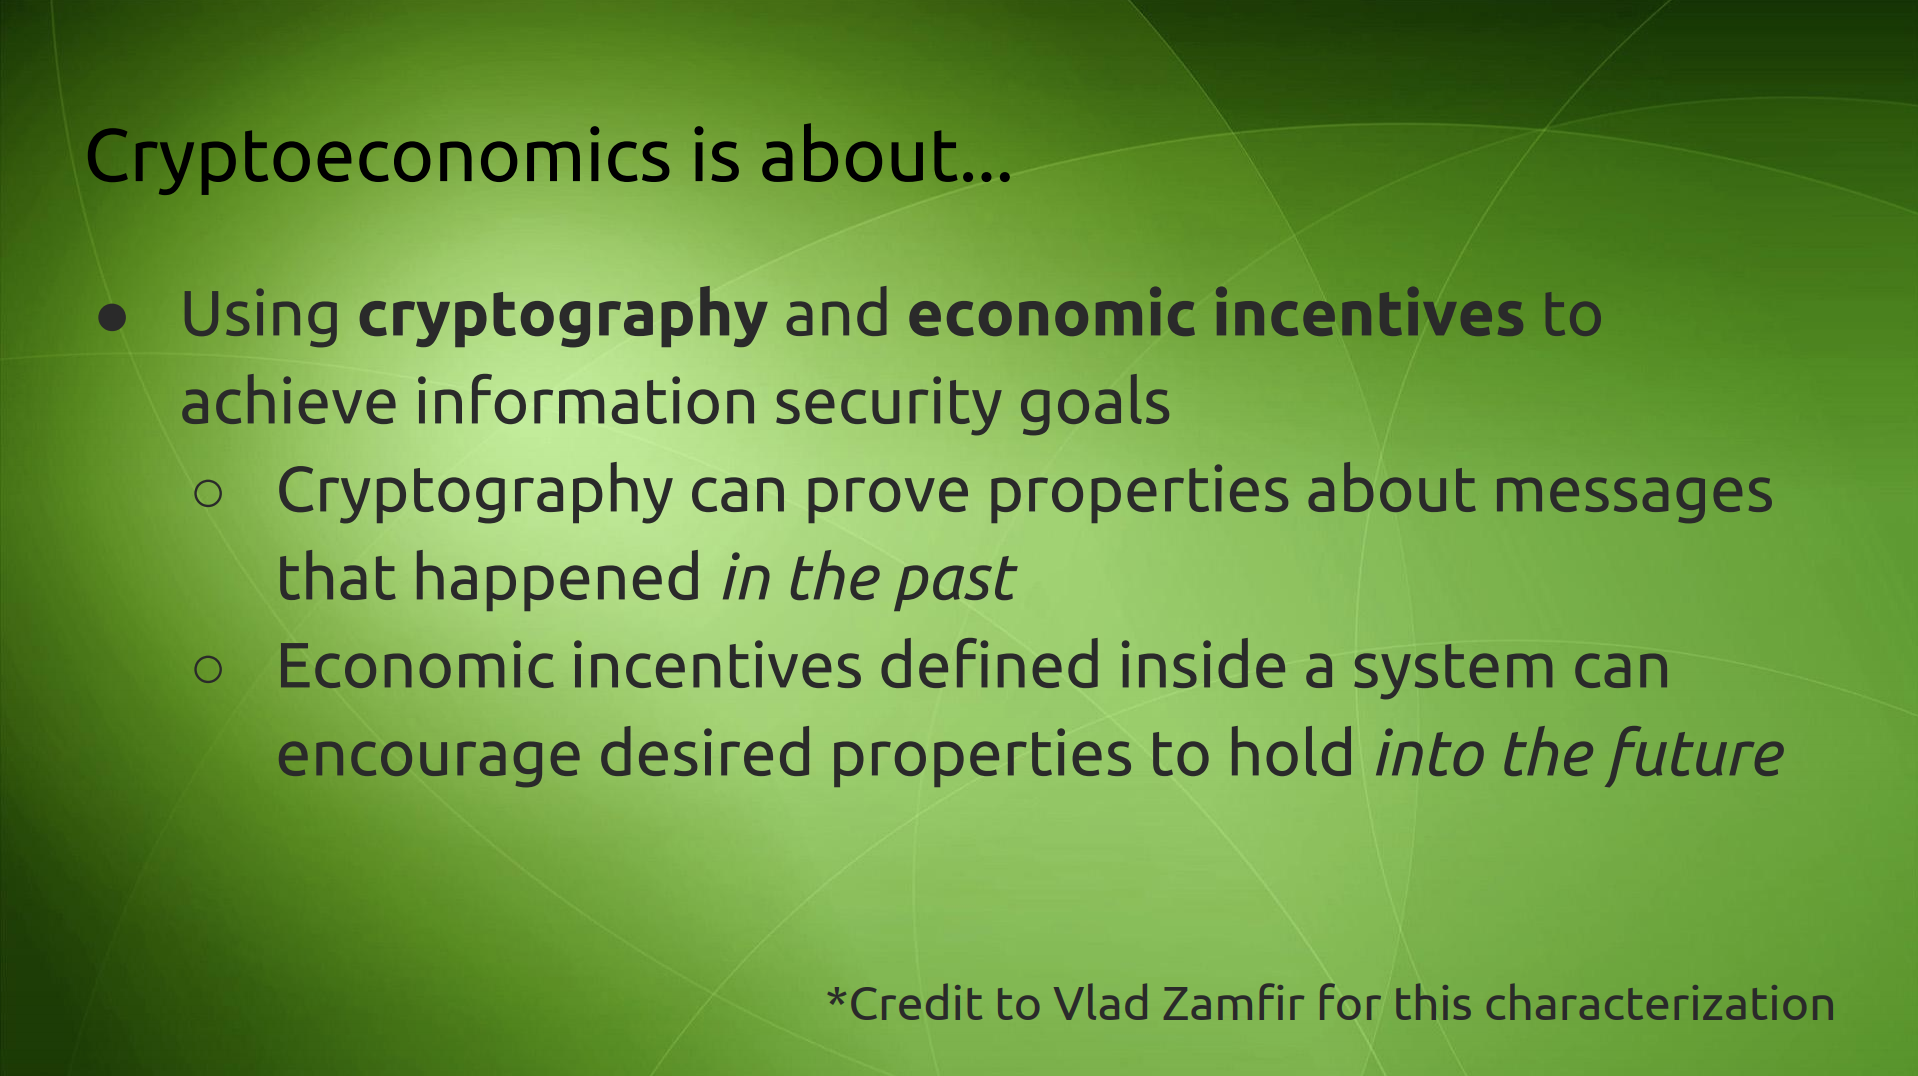 Cryptoeconomics is about...
● Using cryptography and economic incentives to
achieve information security goals
○ Cryptography can prove properties about messages
that happened in the past
○ Economic incentives defined inside a system can
encourage desired properties to hold into the future
*Credit to Vlad Zamfir for this characterization